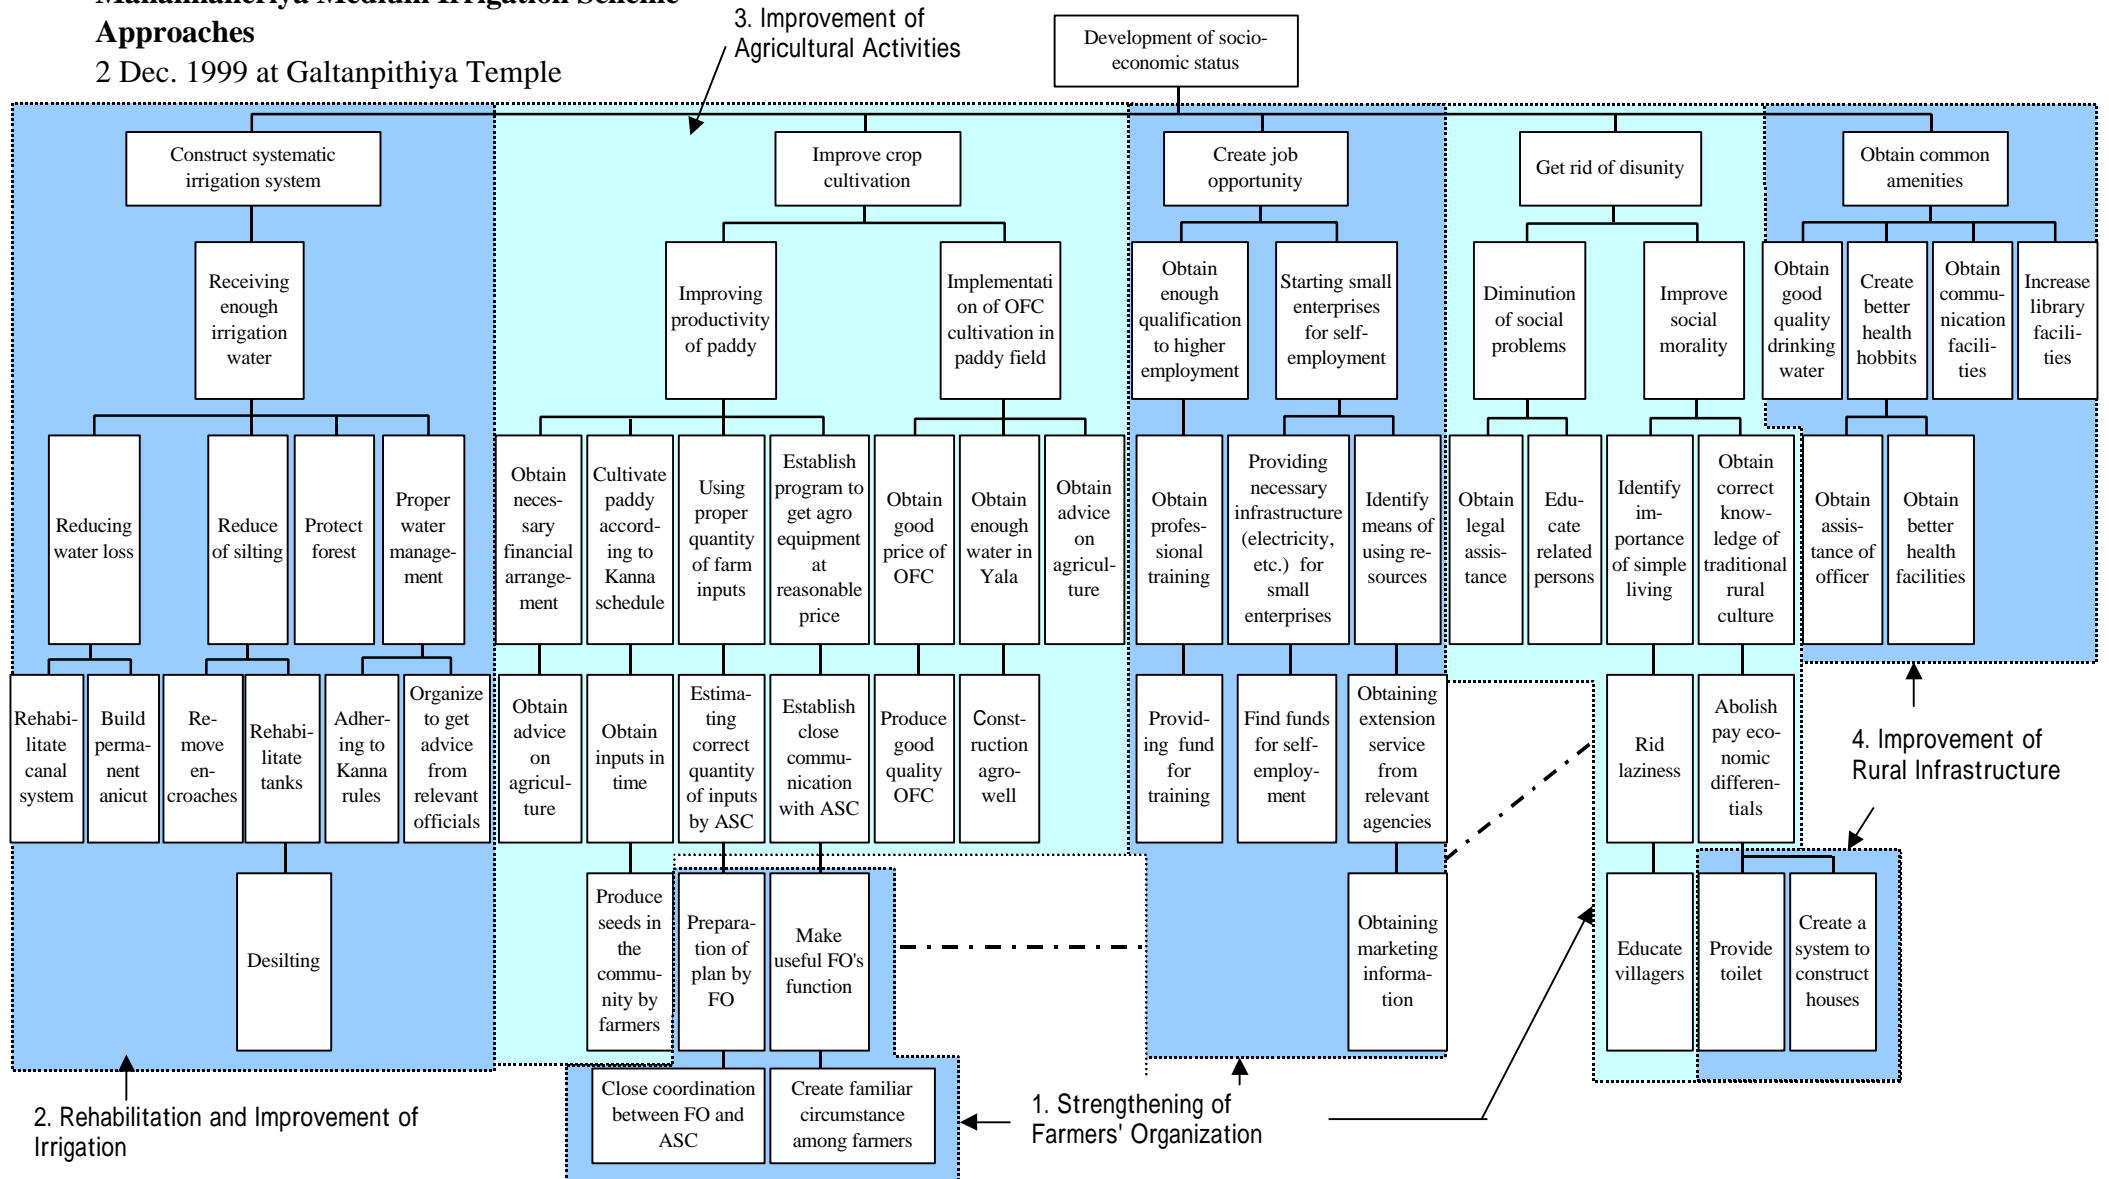 Approaches
2 Dec. 1999 at Galtanpithiya Temple
3. Improvement of
Agricultural Activities
Development of socio-
economic status
Construct systematic
irrigation system
Improve crop
cultivation
Create job
opportunity
Get rid of disunity
Obtain common
amenities
Receiving
enough
irrigation
water
Improving
productivity
of paddy
Implementati
on of OFC
cultivation in
paddy field
Obtain
enough
qualification
to higher
employment
Starting small
enterprises
for self-
employment
Diminution
of social
problems
Improve
social
morality
Obtain
good
quality
drinking
water
Create
better
health
hobbits
Obtain
commu-
nication
facili-
ties
Increase
library
facili-
ties
Reducing
water loss
Reduce
of silting
Protect
forest
Proper
water
manage-
ment
Obtain
neces-
sary
financial
arrange-
ment
Cultivate
paddy
accord-
ing to
Kanna
schedule
Using
proper
quantity
of farm
inputs
Establish
program to
get agro
equipment
at
reasonable
price
Obtain
good
price of
OFC
Obtain
enough
water in
Yala
Obtain
advice
on
agricul-
ture
Obtain
profes-
sional
training
Providing
necessary
infrastructure
(electricity,
etc.) for
small
enterprises
Identify
means of
using re-
sources
Obtain
legal
assis-
tance
Edu-
cate
related
persons
Identify
im-
portance
of simple
living
Obtain
correct
know-
ledge of
traditional
rural
culture
Obtain
assis-
tance of
officer
Obtain
better
health
facilities
Rehabi-
litate
canal
system
Build
perma-
nent
anicut
Re-
move
en-
croaches
Rehabi-
litate
tanks
Adher-
ing to
Kanna
rules
Organize
to get
advice
from
relevant
officials
Obtain
advice
on
agricul-
ture
Obtain
inputs in
time
Estima-
ting
correct
quantity
of inputs
by ASC
Establish
close
commu-
nication
with ASC
Produce
good
quality
OFC
Const-
ruction
agro-
well
Provid-
ing fund
for
training
Find funds
for self-
employ-
ment
Obtaining
extension
service
from
relevant
agencies
Rid
laziness
Abolish
pay eco-
nomic
differen-
tials
4. Improvement of
Rural Infrastructure
Desilting
Produce
seeds in
the
commu-
nity by
farmers
Prepara-
tion of
plan by
FO
Make
useful FO's
function
Obtaining
marketing
informa-
tion
Educate
villagers
Provide
toilet
Create a
system to
construct
houses
Close coordination
between FO and
ASC
Create familiar
circumstance
among farmers
1. Strengthening of
Farmers' Organization
2. Rehabilitation and Improvement of
Irrigation